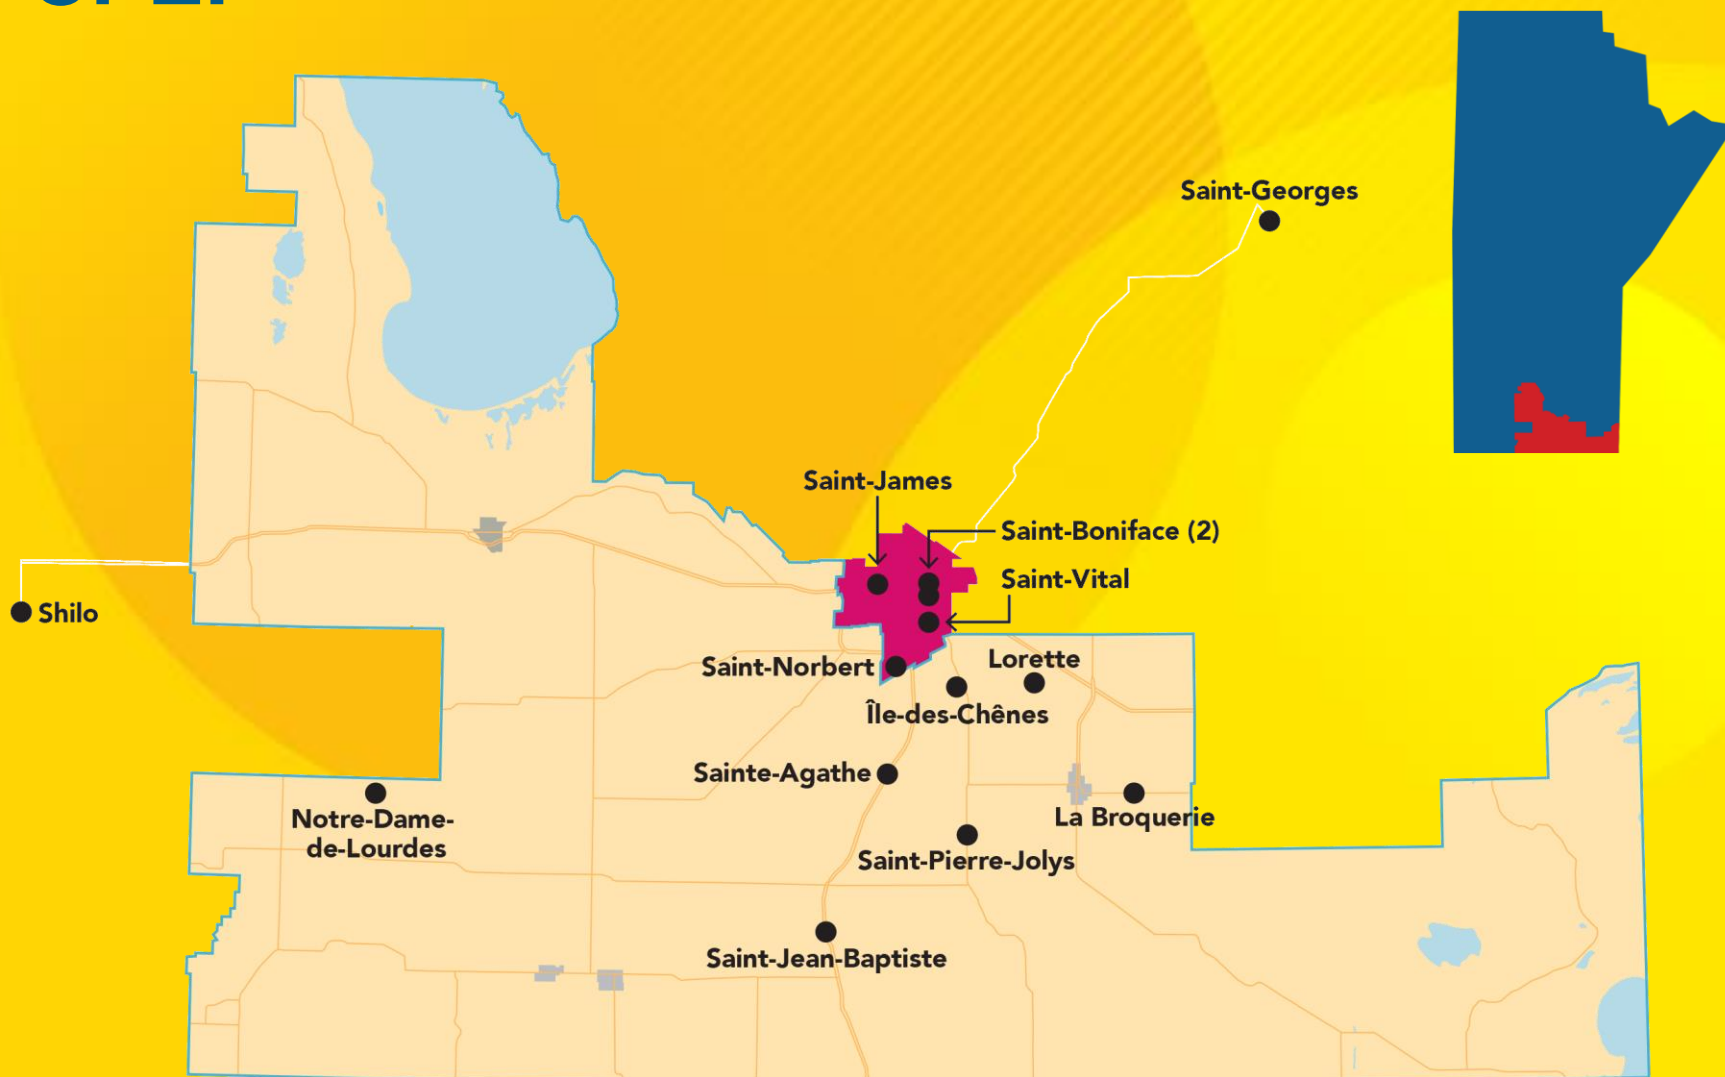 Saint-Georges
Saint-James
Saint-Boniface (2)
Saint-Vital
Shilo
Saint-Norbert
Lorette
Île-des-Chênes
Sainte-Agathe
Notre-Dame-
de-Lourdes
La Broquerie
Saint-Pierre-Jolys
Saint-Jean-Baptiste